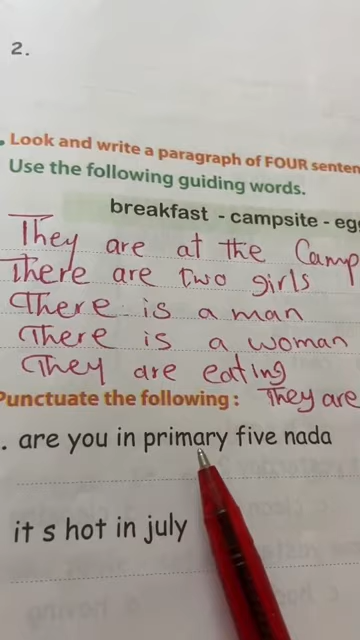 2.
Look and write a paragraph of FOUR senten
Use the following guiding words.
breakfast - campsite - egg
They are at the Camp
There are two girls
There is a man
There is a woman
They are eating
Punctuate the following : They are
. are you in primary five nada
it s hot in july